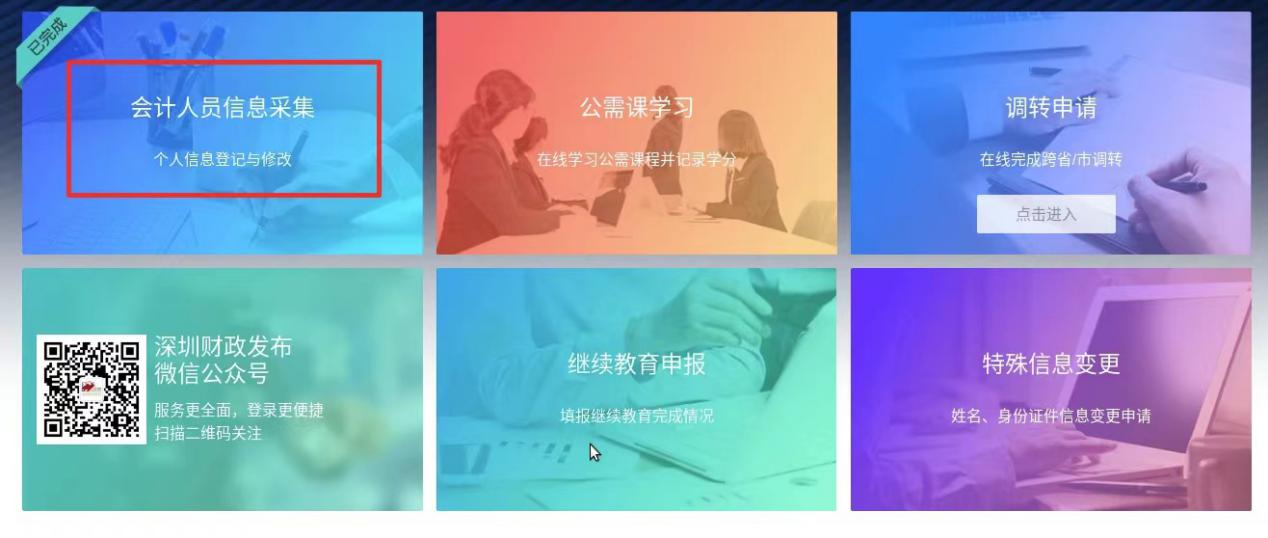 已完成
会计人员信息采集
个人信息登记与修改
公需课学习
在线学习公需课程并记录学分
调转申请
在线完成跨省/市调转
点击进入
深圳财政发布
微信公众号
服务更全面，登录更便捷
扫描二维码关注
继续教育申报
填报继续教育完成情况
特殊信息变更
姓名、身份证件信息变更申请